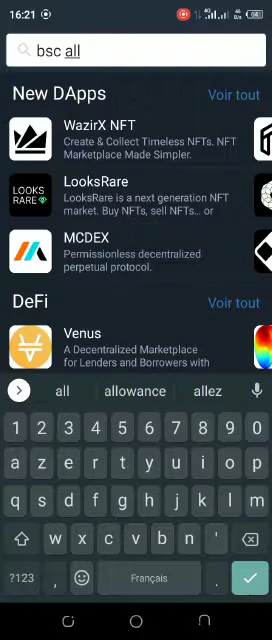 16:21
4G
64
bsc all
New DApps
Voir tout
WazirX NFT
Create & Collect Timeless NFTs. NFT
Marketplace Made Simpler.
LOOKS
RARE
LooksRare
LooksRare is a next generation NFT
market. Buy NFTs, sell NFTs… or
MCDEX
Permissionless decentralized
perpetual protocol.
DeFi
Voir tout
Venus
A Decentralized Marketplace
for Lenders and Borrowers with
all allowance allez
1 2 3 4 5 6 7 8 9 0
a z e r t y u i o p
q s d f g h j k l m
w x c v b n '
?123 , Français .